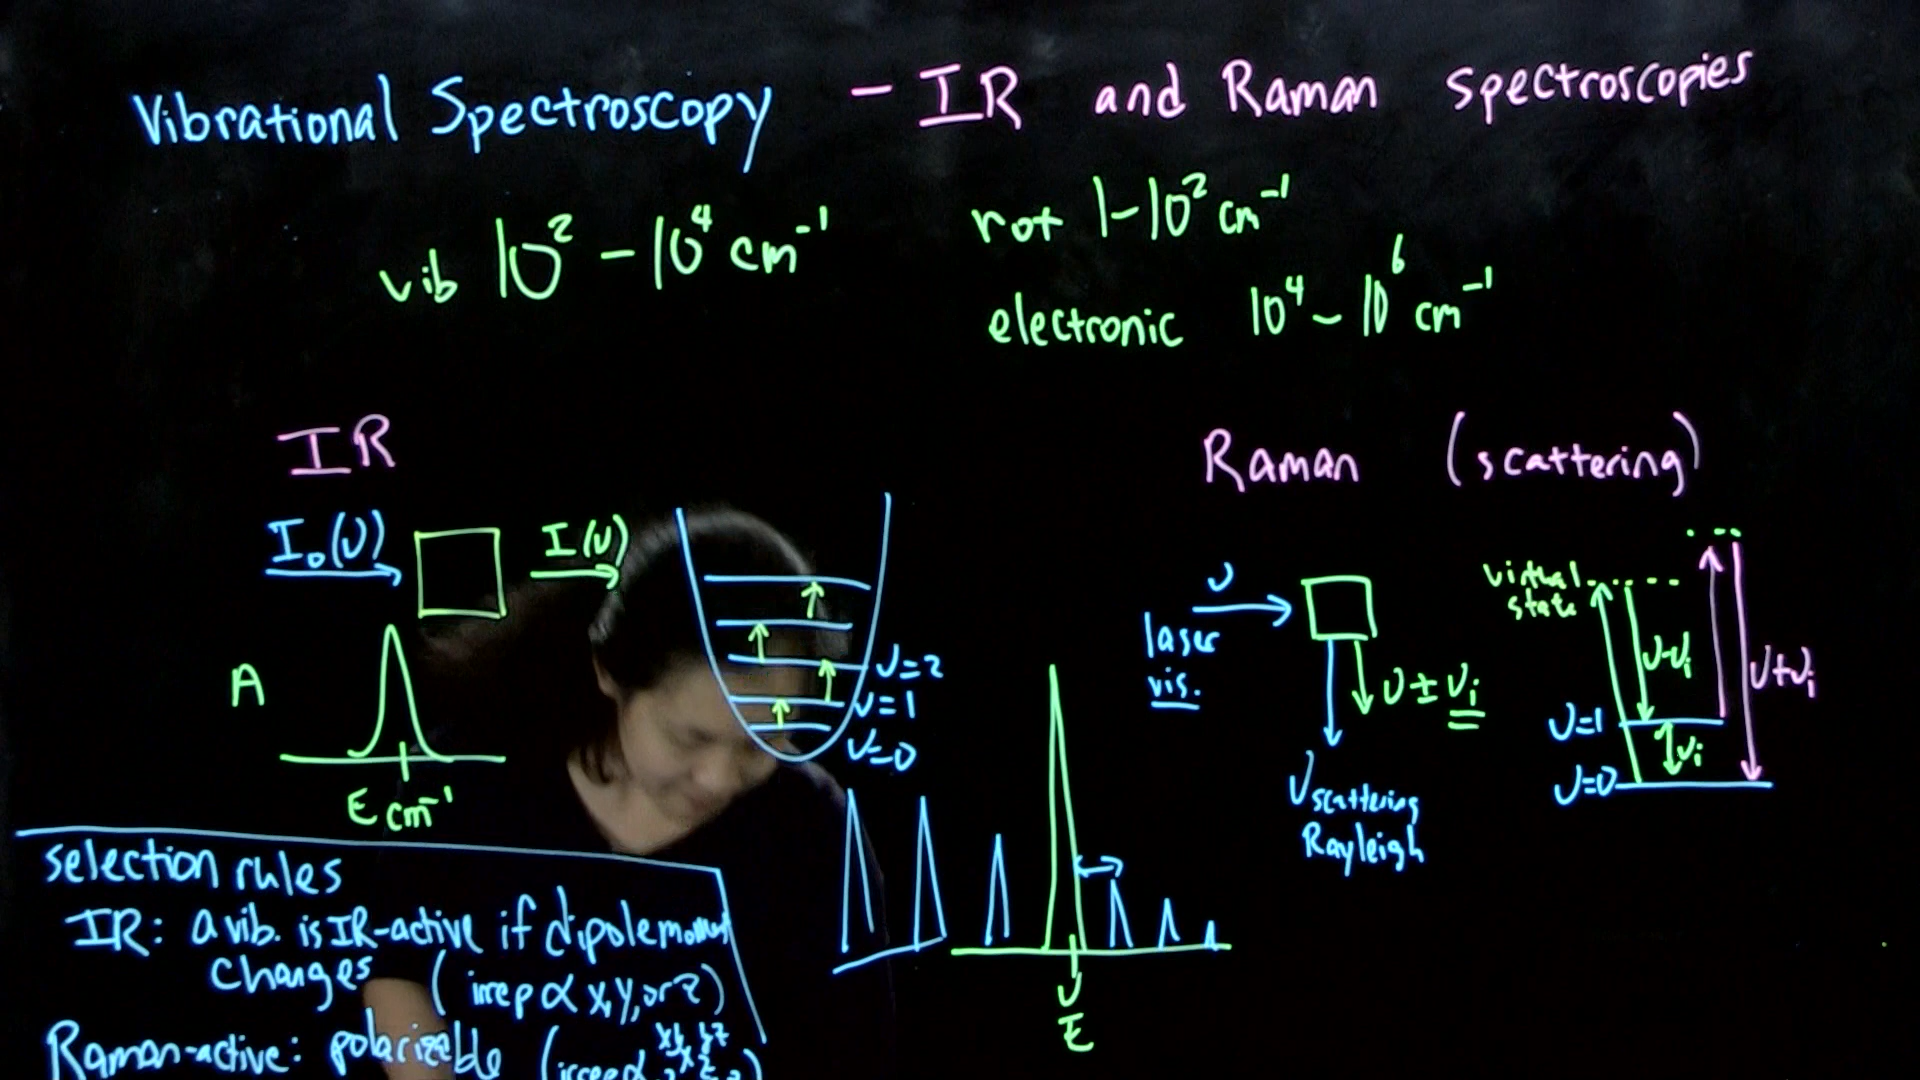 Vibrational Spectroscopy - IR and Raman Spectroscopies
vib 10² - 10⁴ cm⁻¹
rot 1-10² cm⁻¹
electronic 10⁴ - 10⁶ cm⁻¹
IR
I₀(ν)
I(ν)
A
E cm⁻¹
ν=2
ν=1
ν=0
Raman (scattering)
ν
laser
vis.
ν ± νᵢ
ν scattering
Rayleigh
virtual
state
ν-νᵢ
ν+νᵢ
ν=1
νᵢ
ν=0
ν
E
selection rules
IR: a vib. is IR-active if dipole moment
changes (irrep α x,y, or z)
Raman-active: polarizable (irrep α